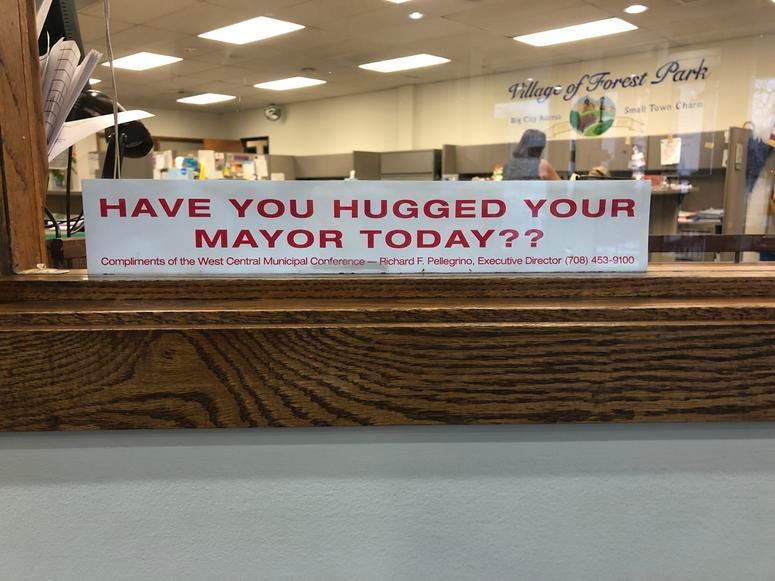 Village of Forest Park
Big City Access
Small Town Charm
HAVE YOU HUGGED YOUR
MAYOR TODAY??
Compliments of the West Central Municipal Conference — Richard F. Pellegrino, Executive Director (708) 453-9100